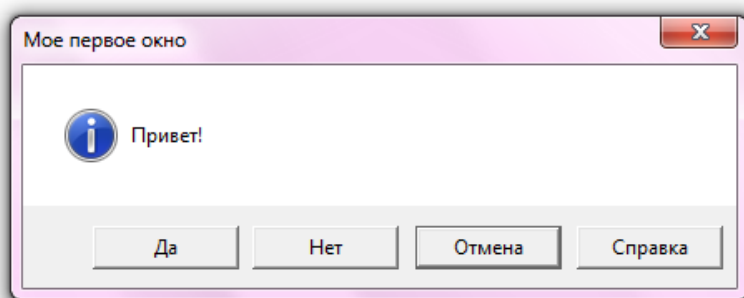 Мое первое окно
Привет!
Да Нет Отмена Справка